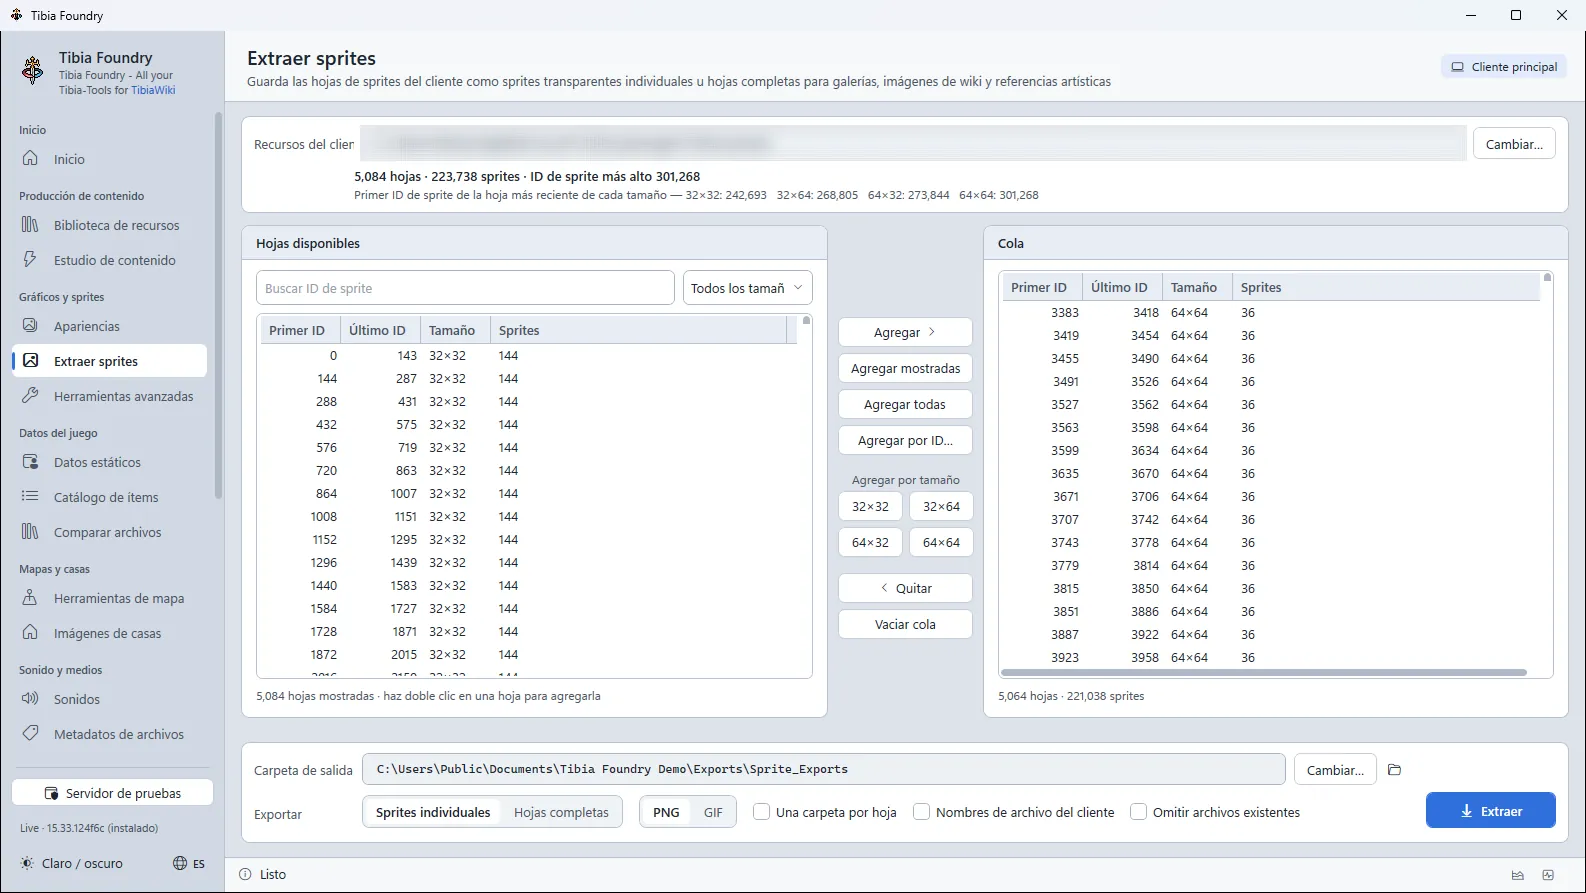 Tibia Foundry
Tibia Foundry
Tibia Foundry - All your
Tibia-Tools for TibiaWiki
Inicio
Inicio
Producción de contenido
Biblioteca de recursos
Estudio de contenido
Gráficos y sprites
Apariencias
Extraer sprites
Herramientas avanzadas
Datos del juego
Datos estáticos
Catálogo de items
Comparar archivos
Mapas y casas
Herramientas de mapa
Imágenes de casas
Sonido y medios
Sonidos
Metadatos de archivos
Servidor de pruebas
Live · 15.33.124f6c (instalado)
Claro / oscuro ES
Extraer sprites
Guarda las hojas de sprites del cliente como sprites transparentes individuales u hojas completas para galerías, imágenes de wiki y referencias artísticas
Cliente principal
Recursos del clien
Cambiar...
5,084 hojas · 223,738 sprites · ID de sprite más alto 301,268
Primer ID de sprite de la hoja más reciente de cada tamaño — 32×32: 242,693 32×64: 268,805 64×32: 273,844 64×64: 301,268
Hojas disponibles
Buscar ID de sprite
Todos los tamañ
Primer ID Último ID Tamaño Sprites
0 143 32×32 144
144 287 32×32 144
288 431 32×32 144
432 575 32×32 144
576 719 32×32 144
720 863 32×32 144
864 1007 32×32 144
1008 1151 32×32 144
1152 1295 32×32 144
1296 1439 32×32 144
1440 1583 32×32 144
1584 1727 32×32 144
1728 1871 32×32 144
1872 2015 32×32 144
5,084 hojas mostradas · haz doble clic en una hoja para agregarla
Agregar
Agregar mostradas
Agregar todas
Agregar por ID...
Agregar por tamaño
32×32 32×64
64×32 64×64
Quitar
Vaciar cola
Cola
Primer ID Último ID Tamaño Sprites
3383 3418 64×64 36
3419 3454 64×64 36
3455 3490 64×64 36
3491 3526 64×64 36
3527 3562 64×64 36
3563 3598 64×64 36
3599 3634 64×64 36
3635 3670 64×64 36
3671 3706 64×64 36
3707 3742 64×64 36
3743 3778 64×64 36
3779 3814 64×64 36
3815 3850 64×64 36
3851 3886 64×64 36
3887 3922 64×64 36
3923 3958 64×64 36
5,064 hojas · 221,038 sprites
Carpeta de salida
C:\Users\Public\Documents\Tibia Foundry Demo\Exports\Sprite_Exports
Cambiar...
Exportar
Sprites individuales Hojas completas
PNG GIF
Una carpeta por hoja
Nombres de archivo del cliente
Omitir archivos existentes
Extraer
Listo